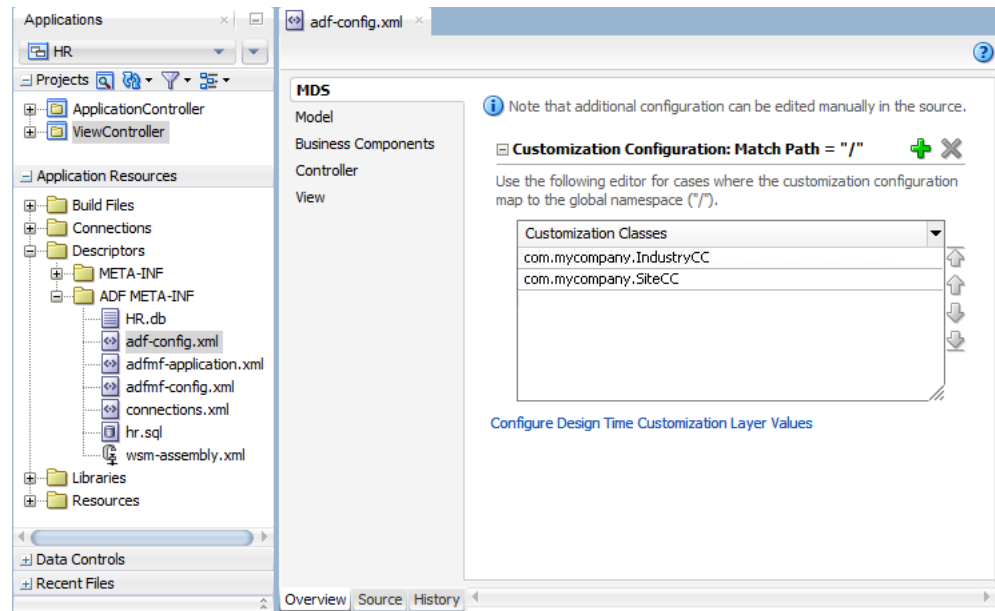 Applications
HR
Projects
ApplicationController
ViewController
Application Resources
Build Files
Connections
Descriptors
META-INF
ADF META-INF
HR.db
adf-config.xml
adfmf-application.xml
adfmf-config.xml
connections.xml
hr.sql
wsm-assembly.xml
Libraries
Resources
Data Controls
Recent Files
adf-config.xml
MDS
Model
Business Components
Controller
View
Note that additional configuration can be edited manually in the source.
Customization Configuration: Match Path = "/"
Use the following editor for cases where the customization configuration
map to the global namespace ("/").
Customization Classes
com.mycompany.IndustryCC
com.mycompany.SiteCC
Configure Design Time Customization Layer Values
Overview Source History